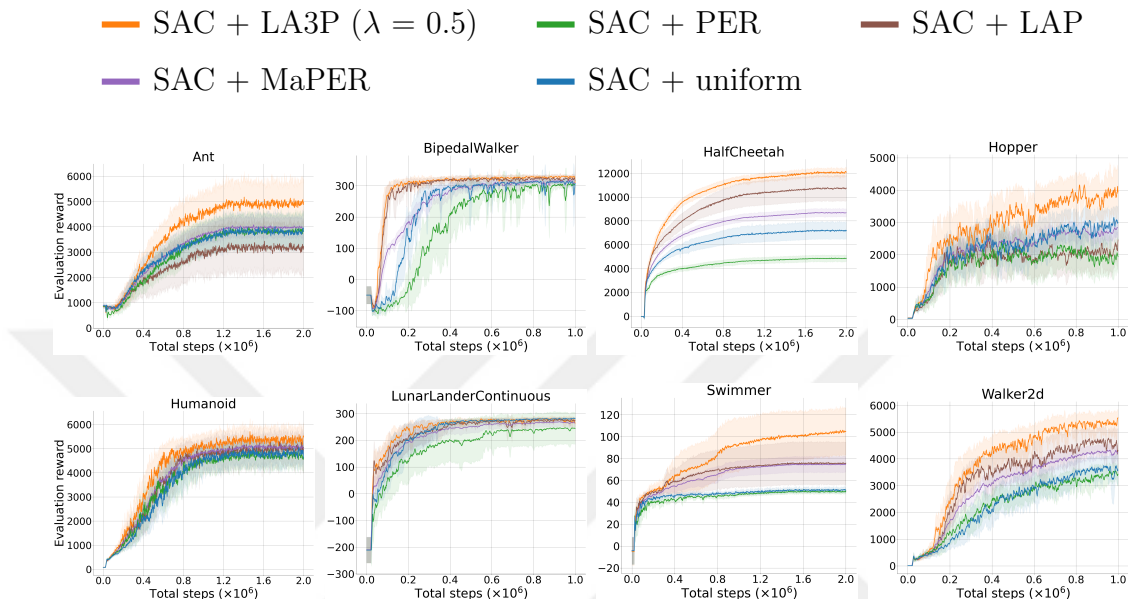 SAC + LA3P (λ = 0.5) SAC + PER SAC + LAP
SAC + MaPER SAC + uniform
Ant BipedalWalker HalfCheetah Hopper
Evaluation reward
6000
5000
4000
3000
2000
1000
0
0.0 0.4 0.8 1.2 1.6 2.0
Total steps (×10⁶)
300
200
100
0
−100
0.0 0.2 0.4 0.6 0.8 1.0
Total steps (×10⁶)
12000
10000
8000
6000
4000
2000
0
0.0 0.4 0.8 1.2 1.6 2.0
Total steps (×10⁶)
5000
4000
3000
2000
1000
0
0.0 0.2 0.4 0.6 0.8 1.0
Total steps (×10⁶)
Humanoid LunarLanderContinuous Swimmer Walker2d
Evaluation reward
6000
5000
4000
3000
2000
1000
0
0.0 0.4 0.8 1.2 1.6 2.0
Total steps (×10⁶)
300
200
100
0
−100
−200
−300
0.0 0.2 0.4 0.6 0.8 1.0
Total steps (×10⁶)
120
100
80
60
40
20
0
−20
0.0 0.4 0.8 1.2 1.6 2.0
Total steps (×10⁶)
6000
5000
4000
3000
2000
1000
0
0.0 0.2 0.4 0.6 0.8 1.0
Total steps (×10⁶)